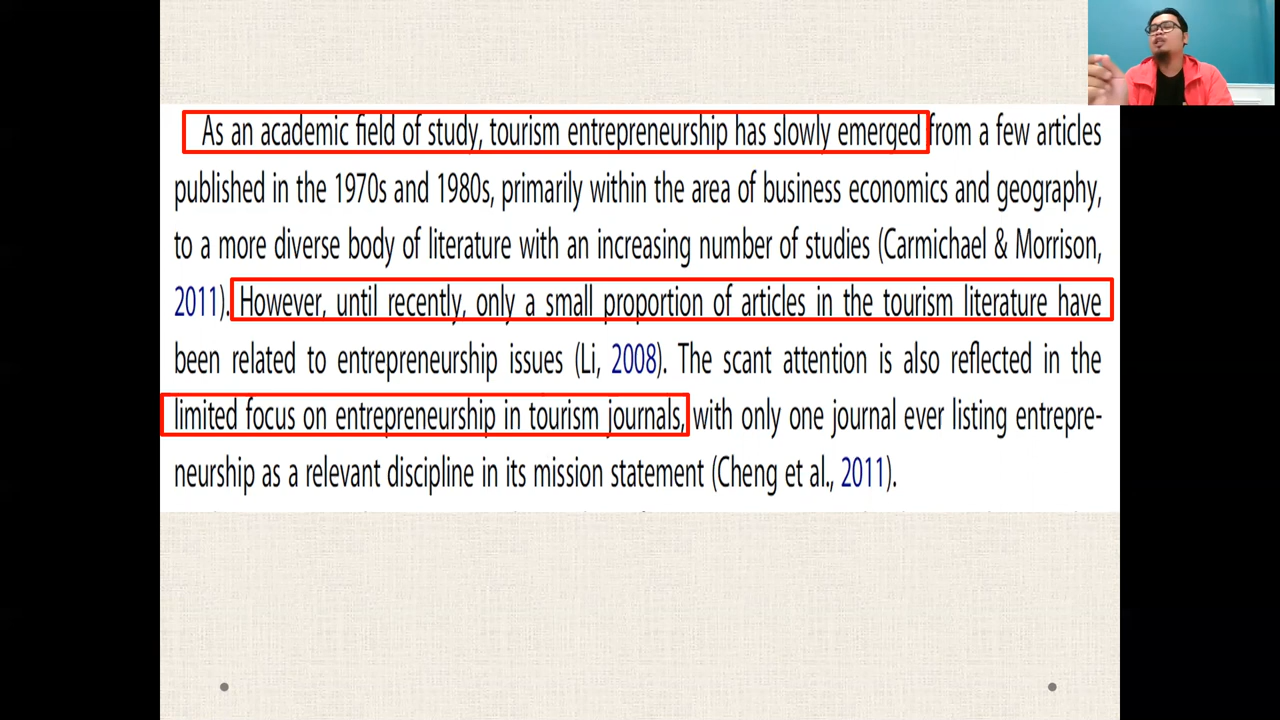 As an academic field of study, tourism entrepreneurship has slowly emerged from a few articles
published in the 1970s and 1980s, primarily within the area of business economics and geography,
to a more diverse body of literature with an increasing number of studies (Carmichael & Morrison,
2011). However, until recently, only a small proportion of articles in the tourism literature have
been related to entrepreneurship issues (Li, 2008). The scant attention is also reflected in the
limited focus on entrepreneurship in tourism journals, with only one journal ever listing entrepre-
neurship as a relevant discipline in its mission statement (Cheng et al., 2011).